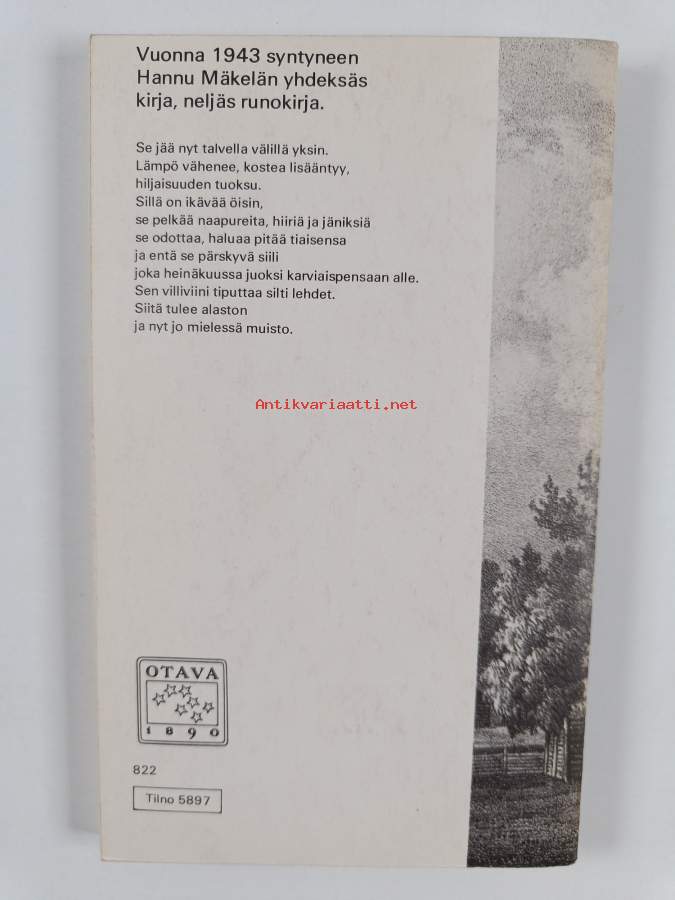 Vuonna 1943 syntyneen
Hannu Mäkelän yhdeksäs
kirja, neljäs runokirja.
Se jää nyt talvella välillä yksin.
Lämpö vähenee, kostea lisääntyy,
hiljaisuuden tuoksu.
Sillä on ikävää öisin,
se pelkää naapureita, hiiriä ja jäniksiä
se odottaa, haluaa pitää tiaisensa
ja entä se pärskyvä siili
joka heinäkuussa juoksi karviaispensaan alle.
Sen villiviini tiputtaa silti lehdet.
Siitä tulee alaston
ja nyt jo mielessä muisto.
Antikvariaatti.net
OTAVA
1890
822
Tilno 5897